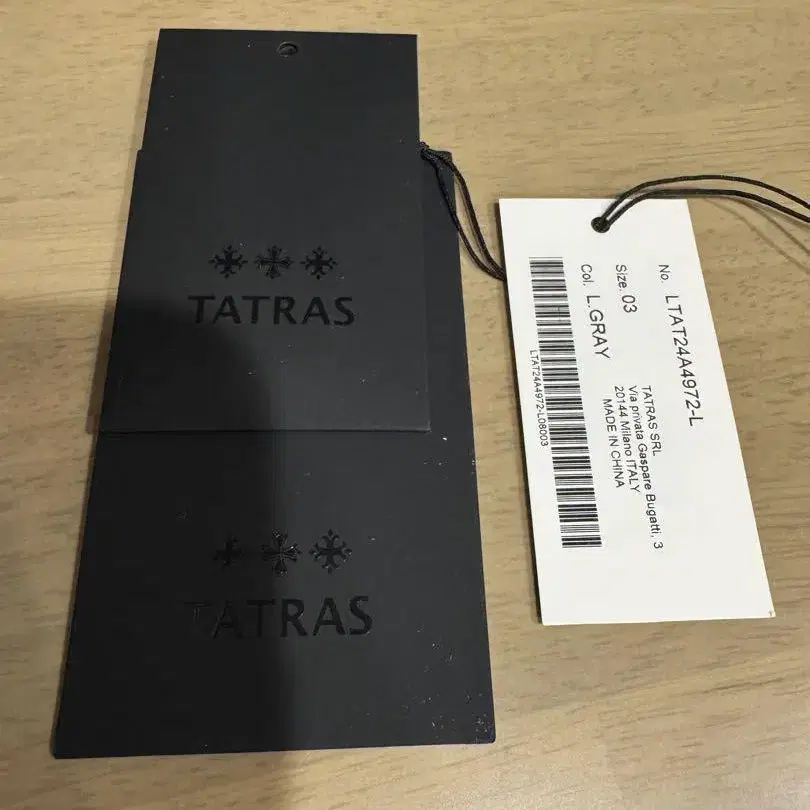 TATRAS
TATRAS
No. LTAT24A4972-L
Size. 03
Col. L.GRAY
TATRAS SRL
Via privata Gaspare Bugatti, 3
20144 Milano ITALY
MADE IN CHINA
LTAT24A4972-L08003